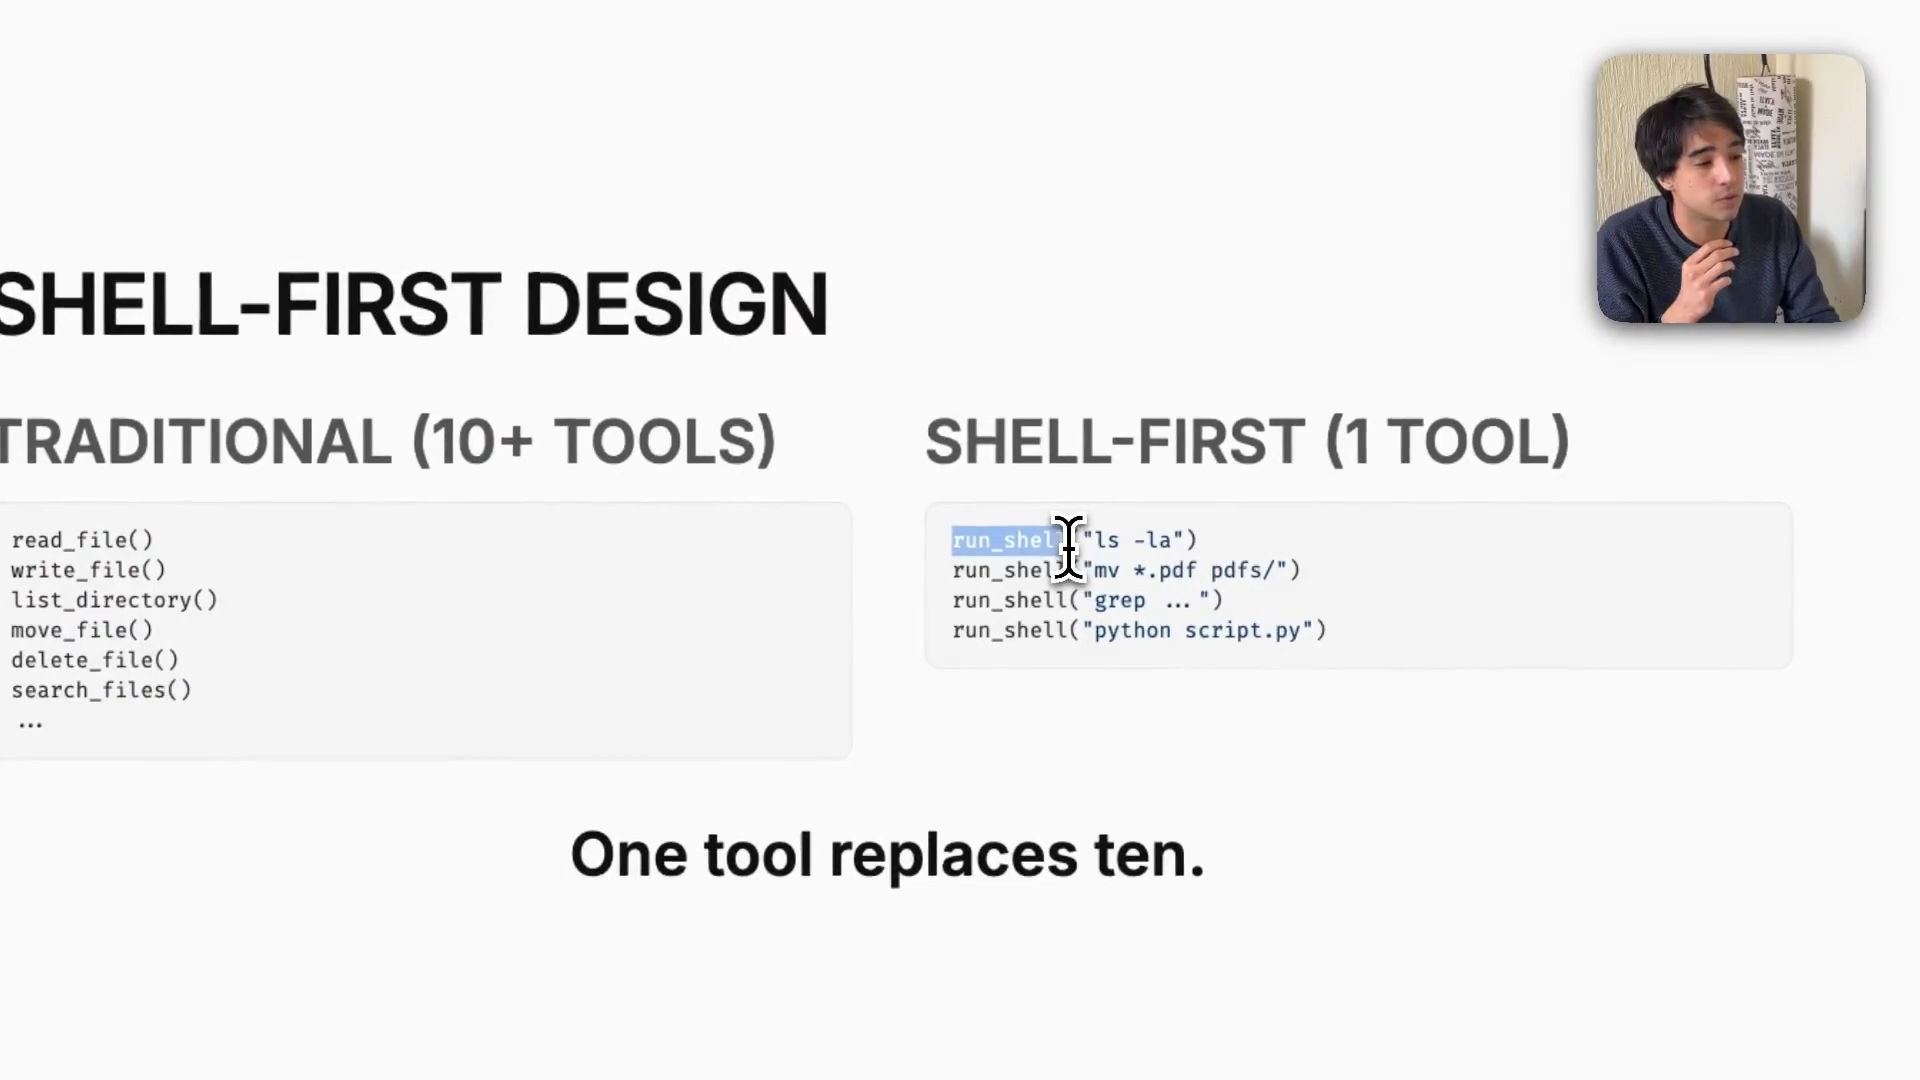 SHELL-FIRST DESIGN
TRADITIONAL (10+ TOOLS)
read_file()
write_file()
list_directory()
move_file()
delete_file()
search_files()
...
SHELL-FIRST (1 TOOL)
run_shell("ls -la")
run_shell("mv *.pdf pdfs/")
run_shell("grep ...")
run_shell("python script.py")
One tool replaces ten.